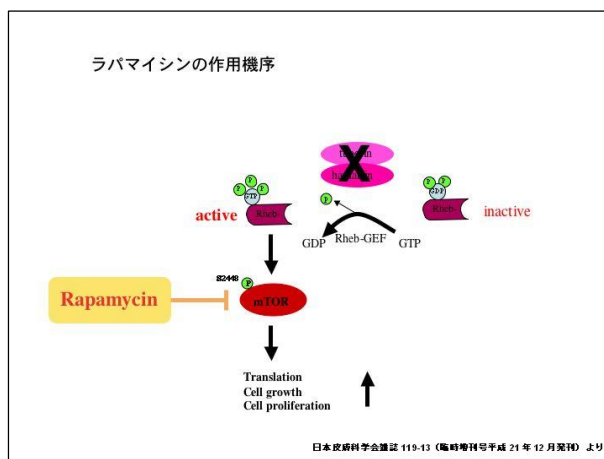 ラパマイシンの作用機序
P
P
P
GTP
Rheb-
active
P
P
P
GDP
Rheb-
inactive
GDP
Rheb-GEF
GTP
S2448
P
mTOR
Rapamycin
Translation
Cell growth
Cell proliferation
日本皮膚科学会雑誌 119-13（臨時増刊号平成 21 年 12 月発刊）より